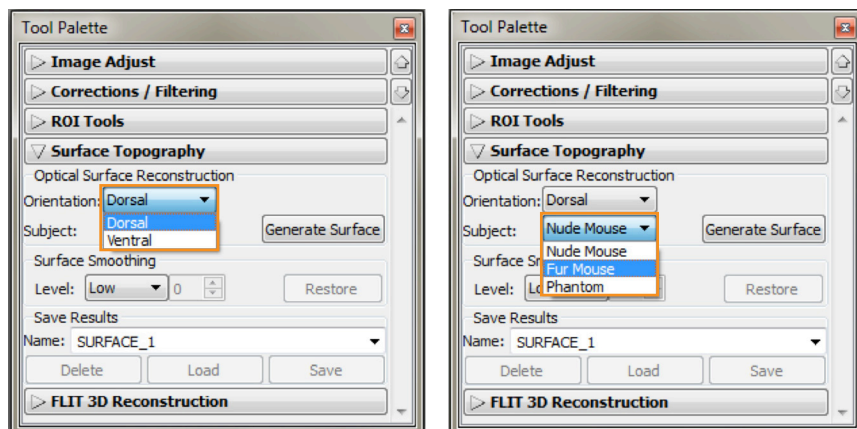 Tool Palette
Image Adjust
Corrections / Filtering
ROI Tools
Surface Topography
Optical Surface Reconstruction
Orientation: Dorsal
Dorsal
Subject: Generate Surface
Ventral
Surface Smoothing
Level: Low 0 Restore
Save Results
Name: SURFACE_1
Delete Load Save
FLIT 3D Reconstruction
Tool Palette
Image Adjust
Corrections / Filtering
ROI Tools
Surface Topography
Optical Surface Reconstruction
Orientation: Dorsal
Subject: Nude Mouse Generate Surface
Nude Mouse
Surface Sm
Fur Mouse
Level: Lo Phantom Restore
Save Results
Name: SURFACE_1
Delete Load Save
FLIT 3D Reconstruction